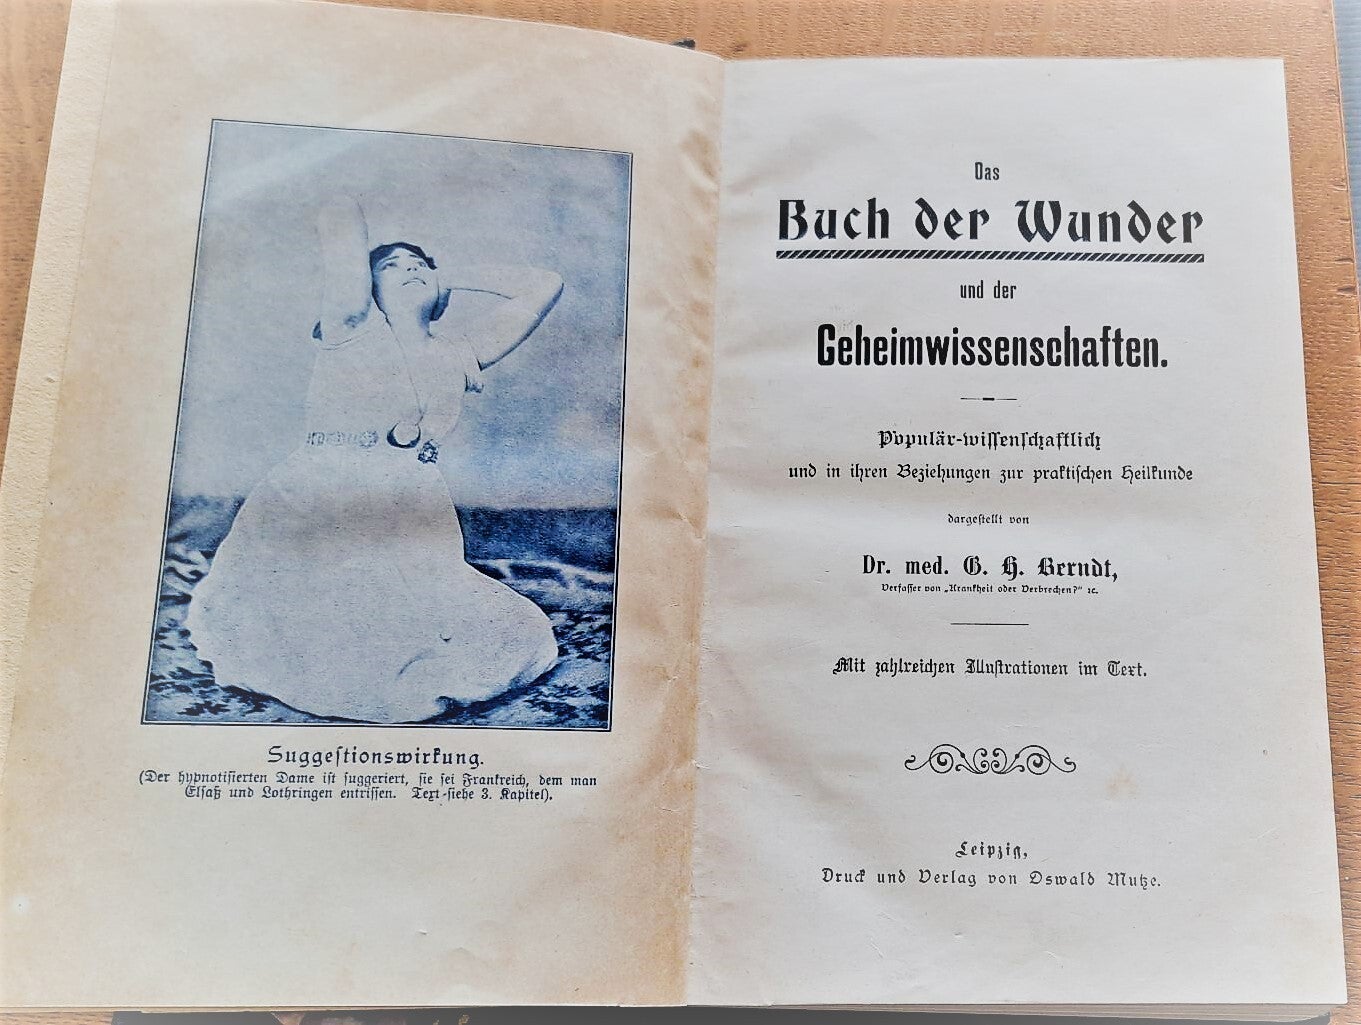 Suggestionswirkung.
(Der hypnotisierten Dame ist suggeriert, sie sei Frankreich, dem man
Elsaß und Lothringen entrissen. Text siehe 3. Kapitel).
Das
Buch der Wunder
und der
Geheimwissenschaften.
Populär-wissenschaftlich
und in ihren Beziehungen zur praktischen Heilkunde
dargestellt von
Dr. med. G. H. Berndt,
Verfasser von „Krankheit oder Verbrechen?" ꝛc.
Mit zahlreichen Illustrationen im Text.
Leipzig,
Druck und Verlag von Oswald Mutze.